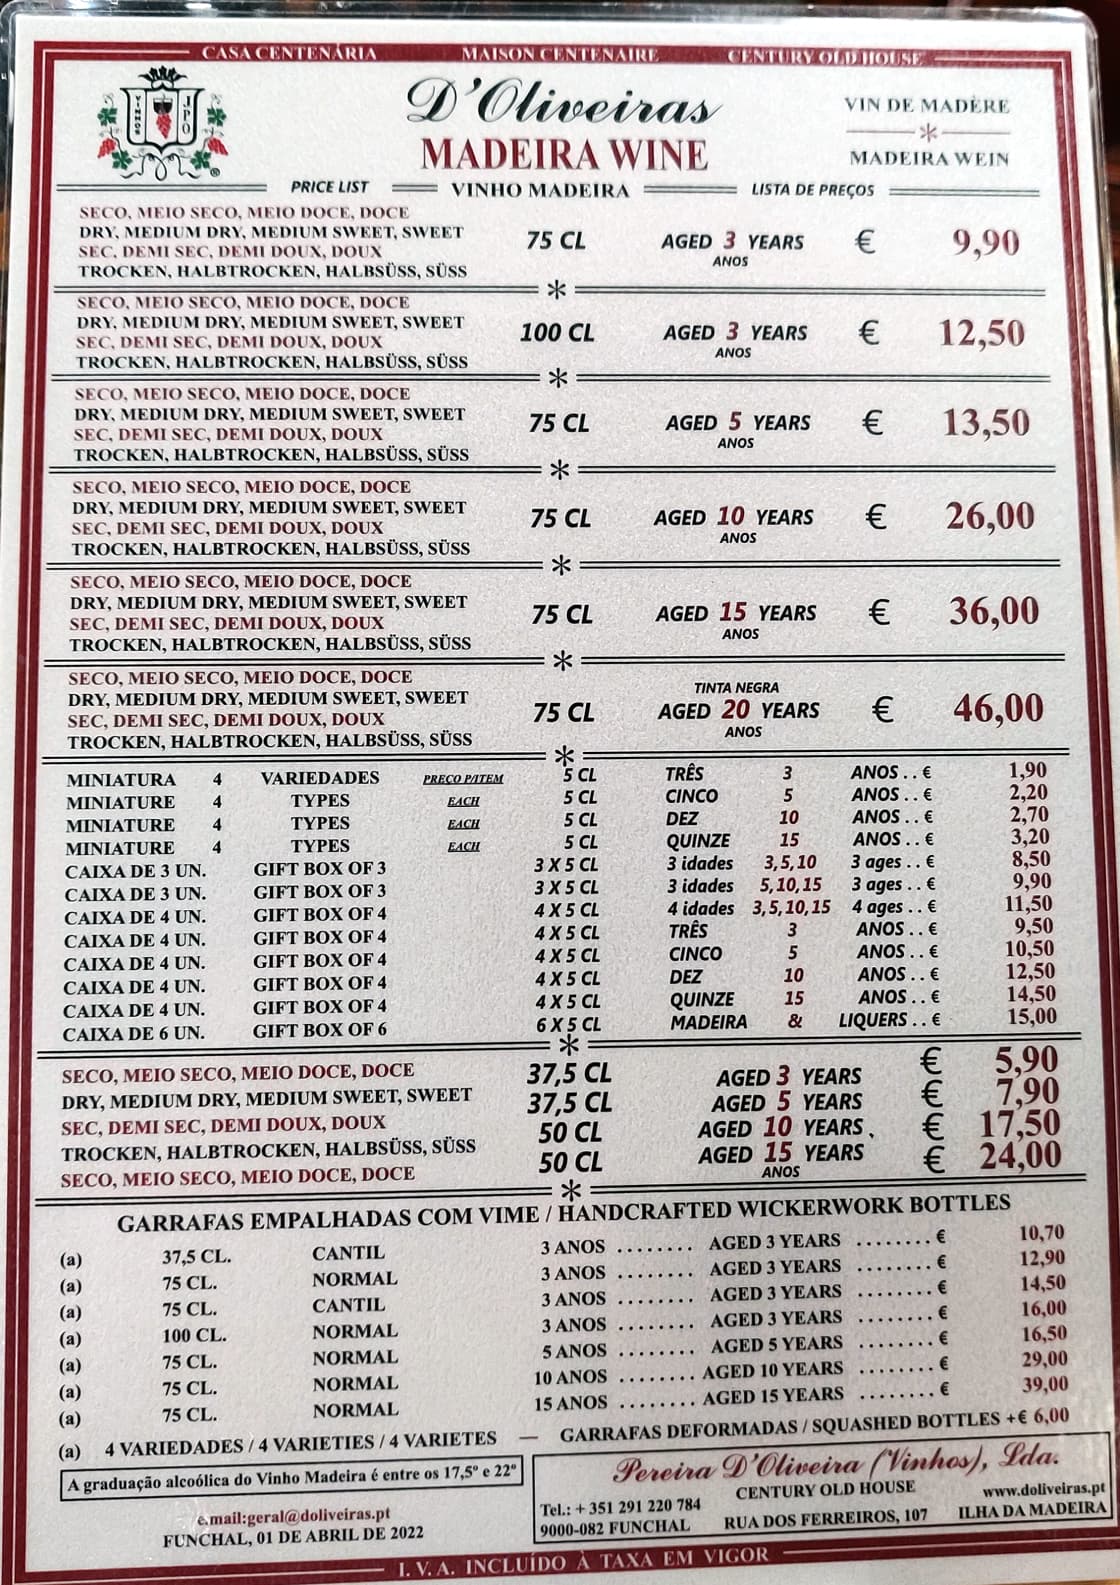 CASA CENTENÁRIA MAISON CENTENAIRE CENTURY OLD HOUSE
VINHOS JPO
D'Oliveiras
MADEIRA WINE
VIN DE MADÈRE
*
MADEIRA WEIN
PRICE LIST VINHO MADEIRA LISTA DE PREÇOS
SECO, MEIO SECO, MEIO DOCE, DOCE
DRY, MEDIUM DRY, MEDIUM SWEET, SWEET
SEC, DEMI SEC, DEMI DOUX, DOUX
TROCKEN, HALBTROCKEN, HALBSÜSS, SÜSS
75 CL AGED 3 YEARS € 9,90
ANOS
*
SECO, MEIO SECO, MEIO DOCE, DOCE
DRY, MEDIUM DRY, MEDIUM SWEET, SWEET
SEC, DEMI SEC, DEMI DOUX, DOUX
TROCKEN, HALBTROCKEN, HALBSÜSS, SÜSS
100 CL AGED 3 YEARS € 12,50
ANOS
*
SECO, MEIO SECO, MEIO DOCE, DOCE
DRY, MEDIUM DRY, MEDIUM SWEET, SWEET
SEC, DEMI SEC, DEMI DOUX, DOUX
TROCKEN, HALBTROCKEN, HALBSÜSS, SÜSS
75 CL AGED 5 YEARS € 13,50
ANOS
*
SECO, MEIO SECO, MEIO DOCE, DOCE
DRY, MEDIUM DRY, MEDIUM SWEET, SWEET
SEC, DEMI SEC, DEMI DOUX, DOUX
TROCKEN, HALBTROCKEN, HALBSÜSS, SÜSS
75 CL AGED 10 YEARS € 26,00
ANOS
*
SECO, MEIO SECO, MEIO DOCE, DOCE
DRY, MEDIUM DRY, MEDIUM SWEET, SWEET
SEC, DEMI SEC, DEMI DOUX, DOUX
TROCKEN, HALBTROCKEN, HALBSÜSS, SÜSS
75 CL AGED 15 YEARS € 36,00
ANOS
*
SECO, MEIO SECO, MEIO DOCE, DOCE
DRY, MEDIUM DRY, MEDIUM SWEET, SWEET
SEC, DEMI SEC, DEMI DOUX, DOUX
TROCKEN, HALBTROCKEN, HALBSÜSS, SÜSS
TINTA NEGRA
75 CL AGED 20 YEARS € 46,00
ANOS
*
MINIATURA 4 VARIEDADES PREÇO P/ITEM 5 CL TRÊS 3 ANOS . . € 1,90
MINIATURE 4 TYPES EACH 5 CL CINCO 5 ANOS . . € 2,20
MINIATURE 4 TYPES EACH 5 CL DEZ 10 ANOS . . € 2,70
MINIATURE 4 TYPES EACH 5 CL QUINZE 15 ANOS . . € 3,20
CAIXA DE 3 UN. GIFT BOX OF 3 3 X 5 CL 3 idades 3,5,10 3 ages . . € 8,50
CAIXA DE 3 UN. GIFT BOX OF 3 3 X 5 CL 3 idades 5,10,15 3 ages . . € 9,90
CAIXA DE 4 UN. GIFT BOX OF 4 4 X 5 CL 4 idades 3,5,10,15 4 ages . . € 11,50
CAIXA DE 4 UN. GIFT BOX OF 4 4 X 5 CL TRÊS 3 ANOS . . € 9,50
CAIXA DE 4 UN. GIFT BOX OF 4 4 X 5 CL CINCO 5 ANOS . . € 10,50
CAIXA DE 4 UN. GIFT BOX OF 4 4 X 5 CL DEZ 10 ANOS . . € 12,50
CAIXA DE 4 UN. GIFT BOX OF 4 4 X 5 CL QUINZE 15 ANOS . . € 14,50
CAIXA DE 6 UN. GIFT BOX OF 6 6 X 5 CL MADEIRA & LIQUERS . . € 15,00
*
SECO, MEIO SECO, MEIO DOCE, DOCE 37,5 CL AGED 3 YEARS € 5,90
DRY, MEDIUM DRY, MEDIUM SWEET, SWEET 37,5 CL AGED 5 YEARS € 7,90
SEC, DEMI SEC, DEMI DOUX, DOUX 50 CL AGED 10 YEARS . € 17,50
TROCKEN, HALBTROCKEN, HALBSÜSS, SÜSS 50 CL AGED 15 YEARS € 24,00
SECO, MEIO SECO, MEIO DOCE, DOCE ANOS
*
GARRAFAS EMPALHADAS COM VIME / HANDCRAFTED WICKERWORK BOTTLES
(a) 37,5 CL. CANTIL 3 ANOS ........ AGED 3 YEARS ........ € 10,70
(a) 75 CL. NORMAL 3 ANOS ........ AGED 3 YEARS ........ € 12,90
(a) 75 CL. CANTIL 3 ANOS ........ AGED 3 YEARS ........ € 14,50
(a) 100 CL. NORMAL 3 ANOS ........ AGED 3 YEARS ........ € 16,00
(a) 75 CL. NORMAL 5 ANOS ........ AGED 5 YEARS ........ € 16,50
(a) 75 CL. NORMAL 10 ANOS ........ AGED 10 YEARS ........ € 29,00
(a) 75 CL. NORMAL 15 ANOS ........ AGED 15 YEARS ........ € 39,00
(a) 4 VARIEDADES / 4 VARIETIES / 4 VARIETES — GARRAFAS DEFORMADAS / SQUASHED BOTTLES +€ 6,00
A graduação alcoólica do Vinho Madeira é entre os 17,5º e 22º
e.mail:geral@doliveiras.pt
FUNCHAL, 01 DE ABRIL DE 2022
Pereira D'Oliveira (Vinhos), Lda.
CENTURY OLD HOUSE www.doliveiras.pt
Tel.: + 351 291 220 784
9000-082 FUNCHAL RUA DOS FERREIROS, 107 ILHA DA MADEIRA
I. V. A. INCLUÍDO À TAXA EM VIGOR